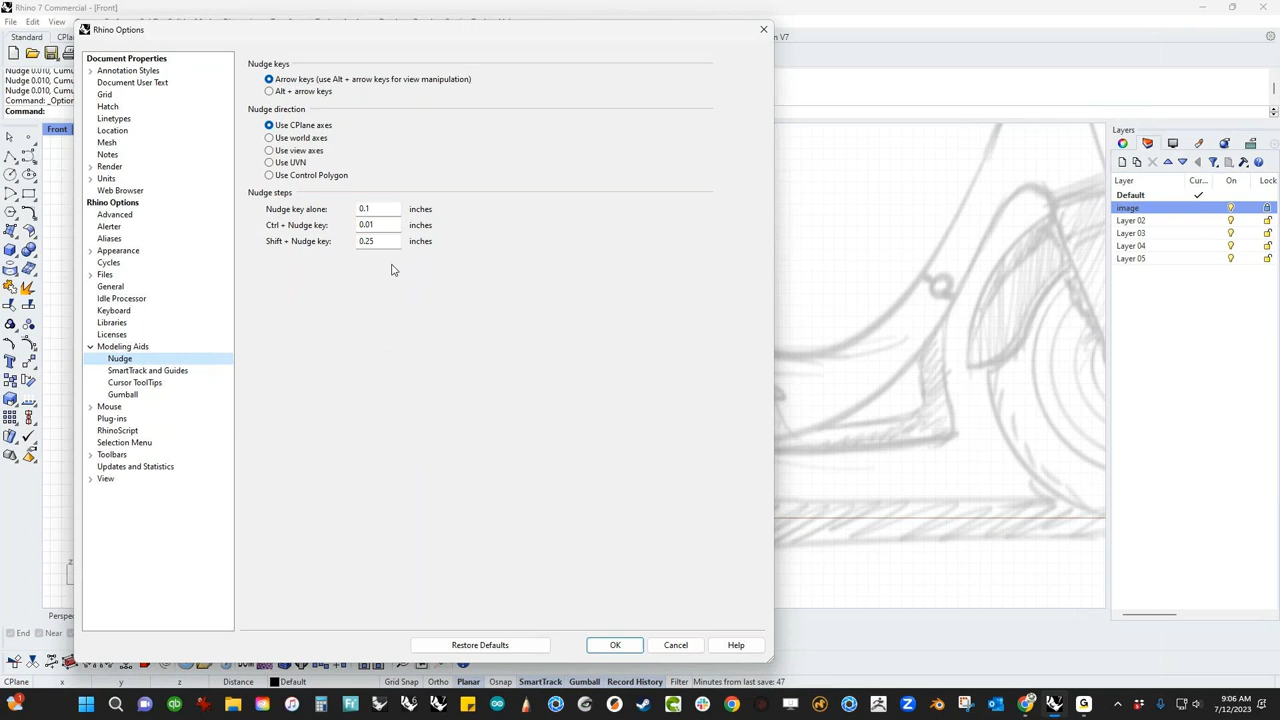 Rhino 7 Commercial - [Front]
File Edit View
Standard
Rhino Options
Nudge 0.010, Cumu
Nudge 0.010, Cumu
Nudge 0.010, Cumu
Command: _Option
Command:
Front
Document Properties
Annotation Styles
Document User Text
Grid
Hatch
Linetypes
Location
Mesh
Notes
Render
Units
Web Browser
Rhino Options
Advanced
Alerter
Aliases
Appearance
Cycles
Files
General
Idle Processor
Keyboard
Libraries
Licenses
Modeling Aids
Nudge
SmartTrack and Guides
Cursor ToolTips
Gumball
Mouse
Plug-ins
RhinoScript
Selection Menu
Toolbars
Updates and Statistics
View
Nudge keys
Arrow keys (use Alt + arrow keys for view manipulation)
Alt + arrow keys
Nudge direction
Use CPlane axes
Use world axes
Use view axes
Use UVN
Use Control Polygon
Nudge steps
Nudge key alone: 0.1 inches
Ctrl + Nudge key: 0.01 inches
Shift + Nudge key: 0.25 inches
Restore Defaults OK Cancel Help
n V7
Layers
Layer Cur... On Lock
Default
image
Layer 02
Layer 03
Layer 04
Layer 05
Perspe
End Near
CPlane x y z Distance Default Grid Snap Ortho Planar Osnap SmartTrack Gumball Record History Filter Minutes from last save: 47
7/12/2023